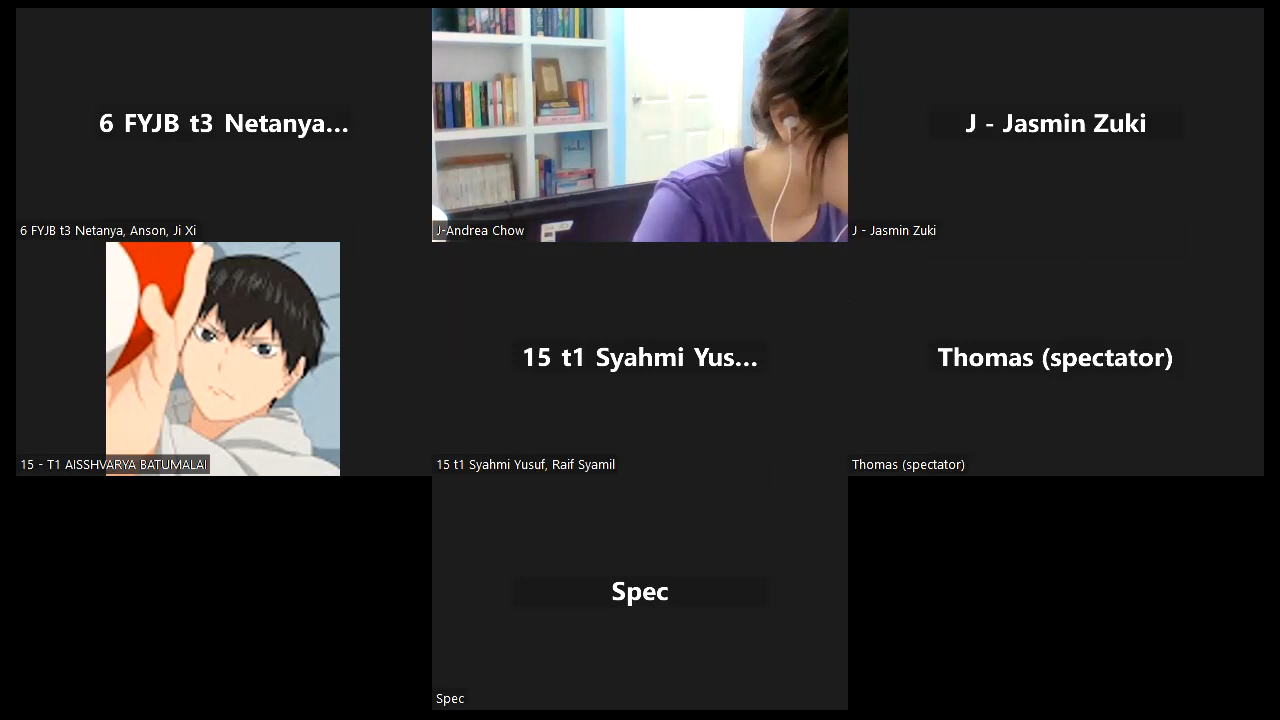 6 FYJB t3 Netanya...
6 FYJB t3 Netanya, Anson, Ji Xi
J-Andrea Chow
J - Jasmin Zuki
J - Jasmin Zuki
15 - T1 AISSHVARYA BATUMALAI
15 t1 Syahmi Yus...
15 t1 Syahmi Yusuf, Raif Syamil
Thomas (spectator)
Thomas (spectator)
Spec
Spec